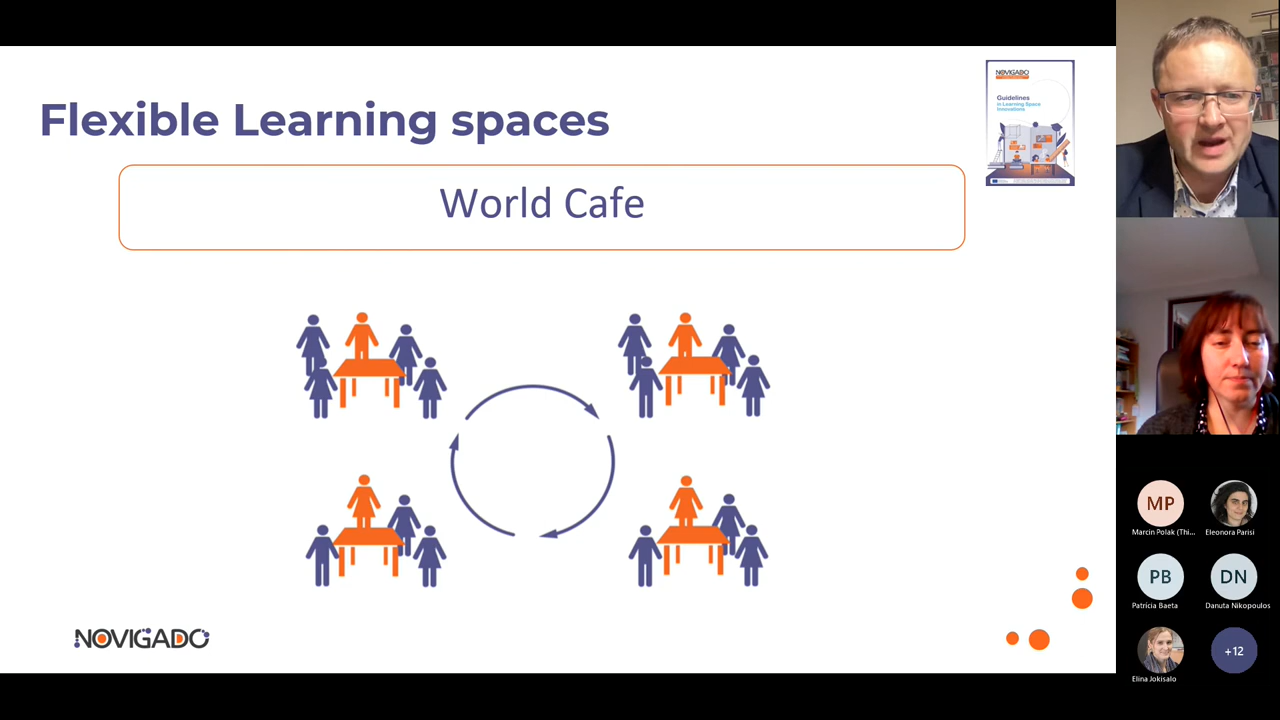 Flexible Learning spaces
World Cafe
NOVIGADO
Guidelines
in Learning Space
Innovations
NOVIGADO
MP
Marcin Polak (Thi...
Eleonora Parisi
PB
Patrícia Baeta
DN
Danuta Nikopoulos
Elina Jokisalo
+12